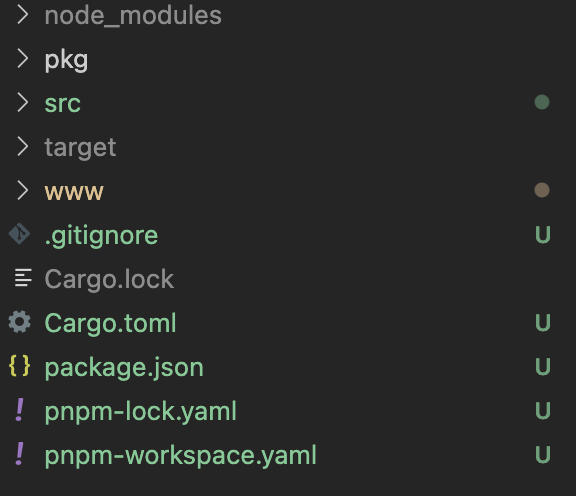 node_modules
pkg
src
target
www
.gitignore U
Cargo.lock
Cargo.toml U
package.json U
pnpm-lock.yaml U
pnpm-workspace.yaml U